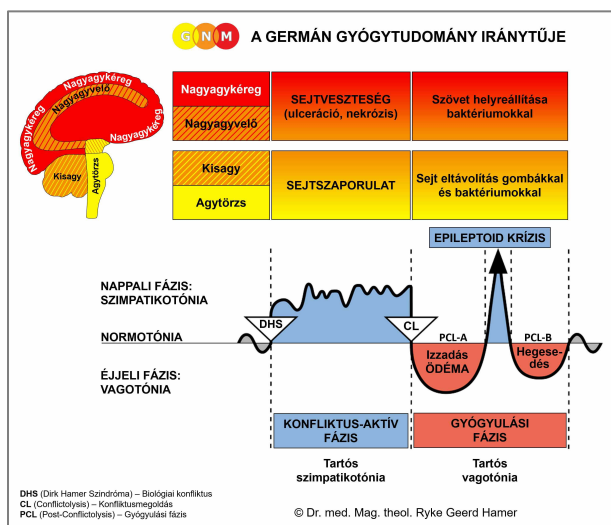 G N M
A GERMÁN GYÓGYTUDOMÁNY IRÁNYTŰJE
Nagyagykéreg
Nagyagyvelő
Nagyagykéreg
Nagyagykéreg
Kisagy
Agytörzs
Nagyagykéreg
Nagyagyvelő
SEJTVESZTESÉG
(ulceráció, nekrózis)
Szövet helyreállítása
baktériumokkal
Kisagy
Agytörzs
SEJTSZAPORULAT
Sejt eltávolítás gombákkal
és baktériumokkal
EPILEPTOID KRÍZIS
NAPPALI FÁZIS:
SZIMPATIKOTÓNIA
DHS
CL
NORMOTÓNIA
PCL-A
PCL-B
Izzadás
ÖDÉMA
Hegese-
dés
ÉJJELI FÁZIS:
VAGOTÓNIA
KONFLIKTUS-AKTÍV
FÁZIS
GYÓGYULÁSI
FÁZIS
Tartós
szimpatikotónia
Tartós
vagotónia
DHS (Dirk Hamer Szindróma) – Biológiai konfliktus
CL (Conflictolysis) – Konfliktusmegoldás
PCL (Post-Conflictolysis) – Gyógyulási fázis
© Dr. med. Mag. theol. Ryke Geerd Hamer